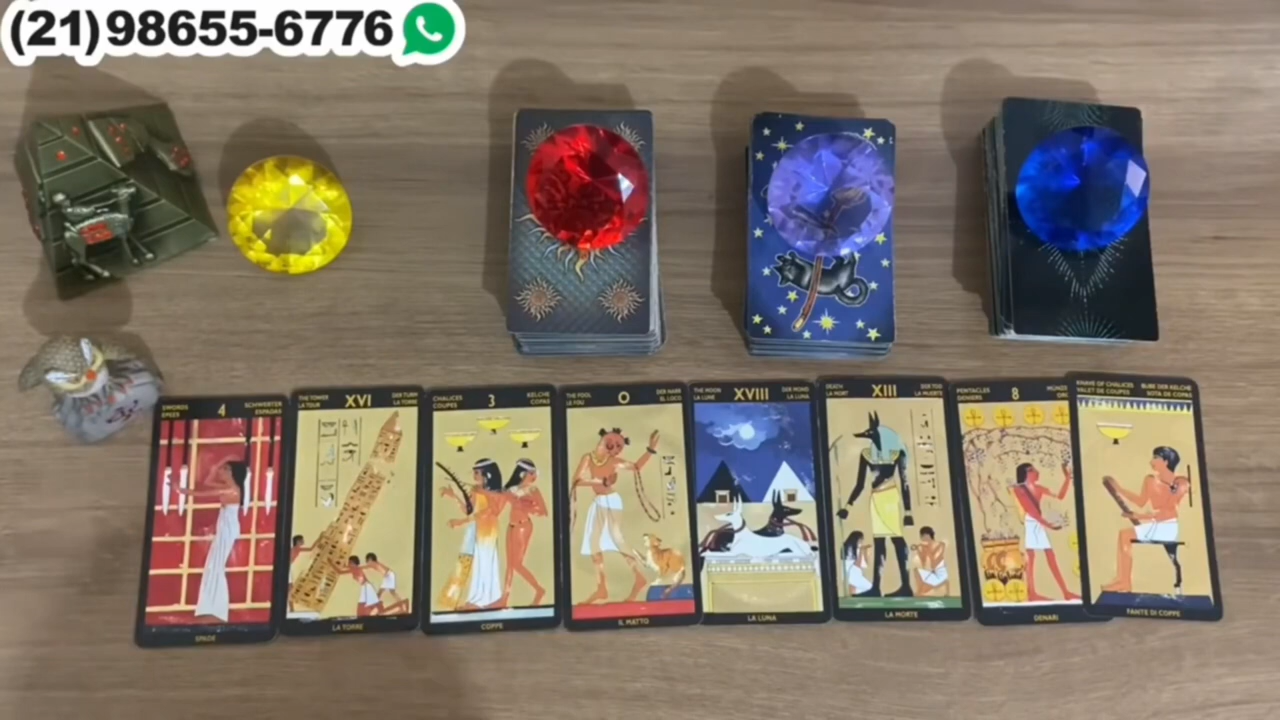 (21)98655-6776
SWORDS
EPEES
4
SCHWERTER
ESPADAS
SPADE
THE TOWER
LA TOUR
XVI
DER TURM
LA TORRE
LA TORRE
CHALICES
COUPES
3
KELCHE
COPAS
COPPE
THE FOOL
LE FOU
0
DER NARR
EL LOCO
IL MATTO
THE MOON
LA LUNE
XVIII
DER MOND
LA LUNA
LA LUNA
DEATH
LA MORT
XIII
DER TOD
LA MUERTE
LA MORTE
PENTACLES
DENIERS
8
DENARI
KNAVE OF CHALICES
VALET DE COUPES
BUBE DER KELCHE
SOTA DE COPAS
FANTE DI COPPE